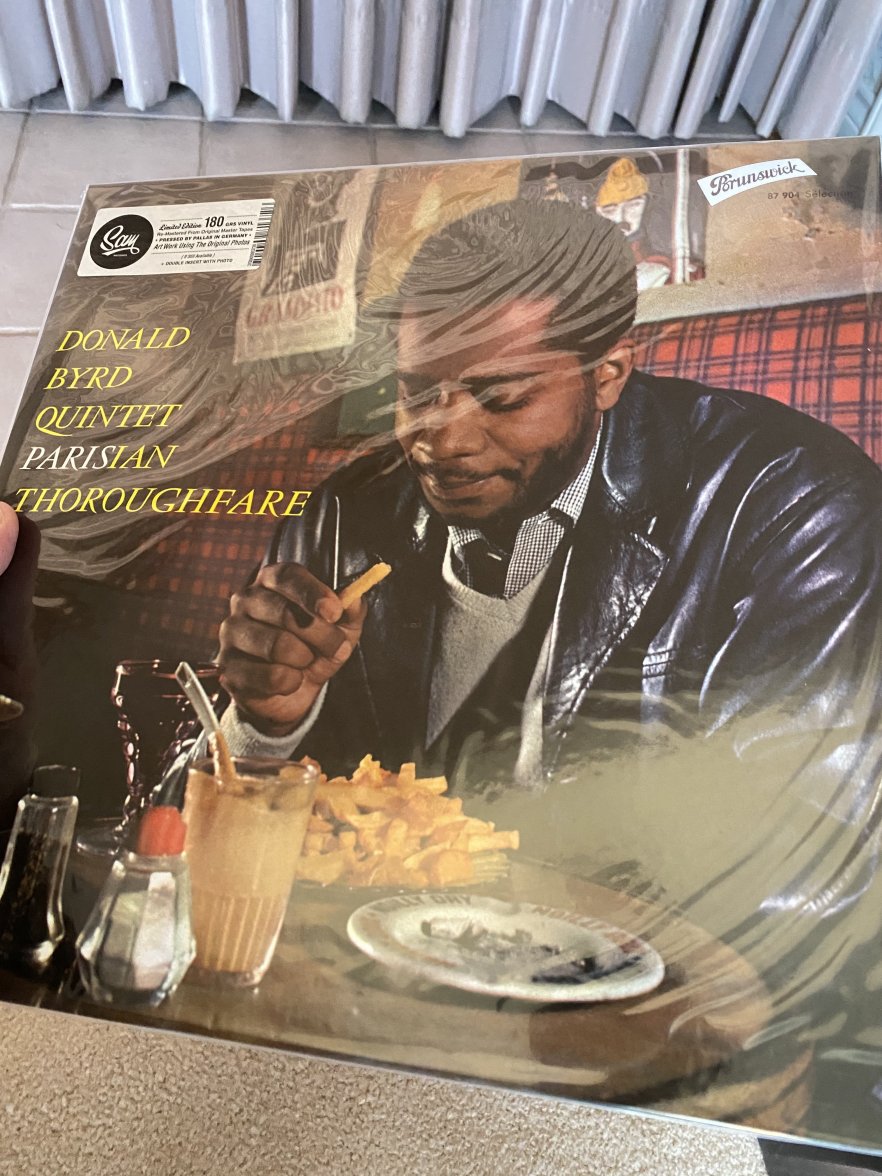 Saw
Limited Edition 180 GRS VINYL
Re-Mastered From Original Master Tapes
• PRESSED BY PALLAS IN GERMANY •
Art Work Using The Original Photos
+ DOUBLE INSERT WITH PHOTO
Brunswick
87 904
DONALD
BYRD
QUINTET
PARISIAN
THOROUGHFARE